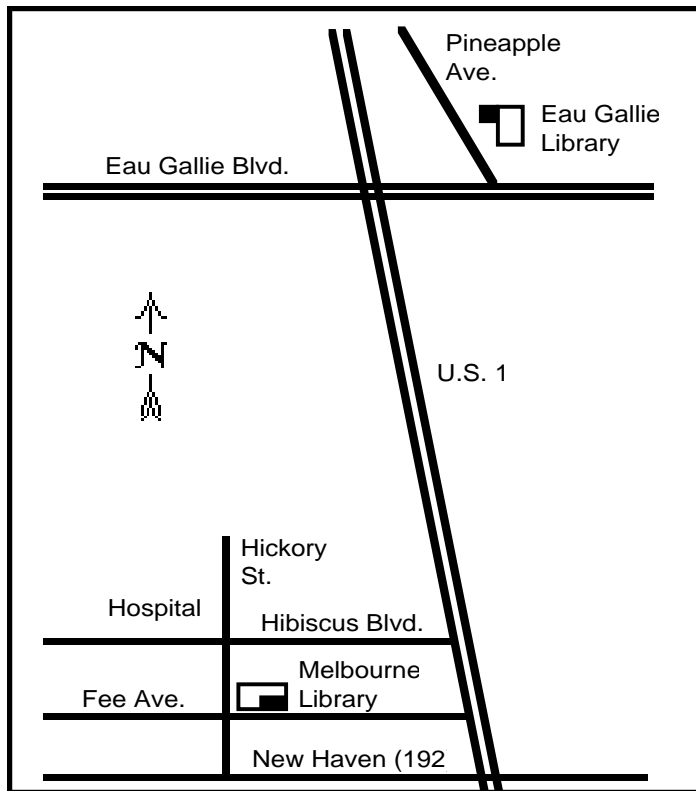 Pineapple
Ave.
Eau Gallie
Library
Eau Gallie Blvd.
N
U.S. 1
Hickory
St.
Hospital
Hibiscus Blvd.
Melbourne
Library
Fee Ave.
New Haven (192